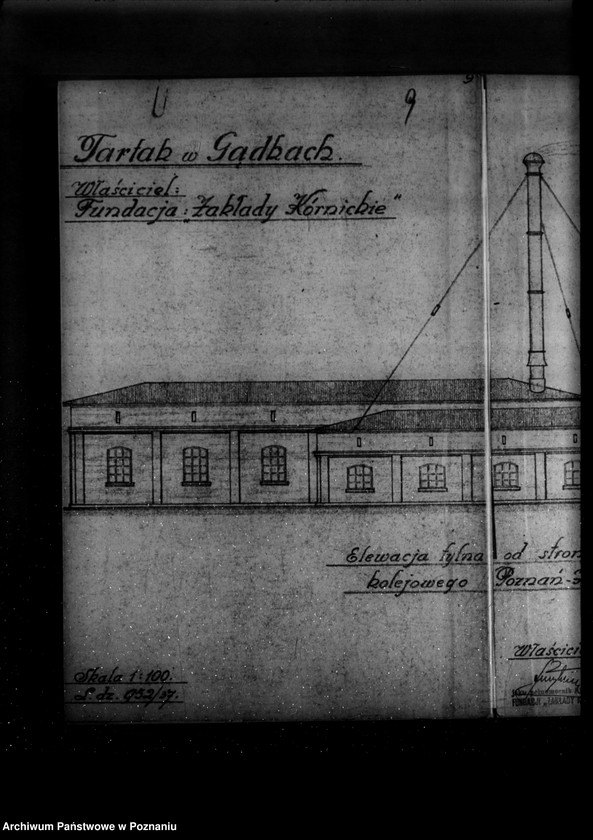 9
Tartak w Gądkach.
Właściciel:
Fundacja: „Zakłady Kórnickie"
Elewacja tylna od stron
kolejowego Poznań-
Właścici
Skala 1:100.
L. dz. 952/37.
FUNDACJI „ZAKŁADY
Archiwum Państwowe w Poznaniu